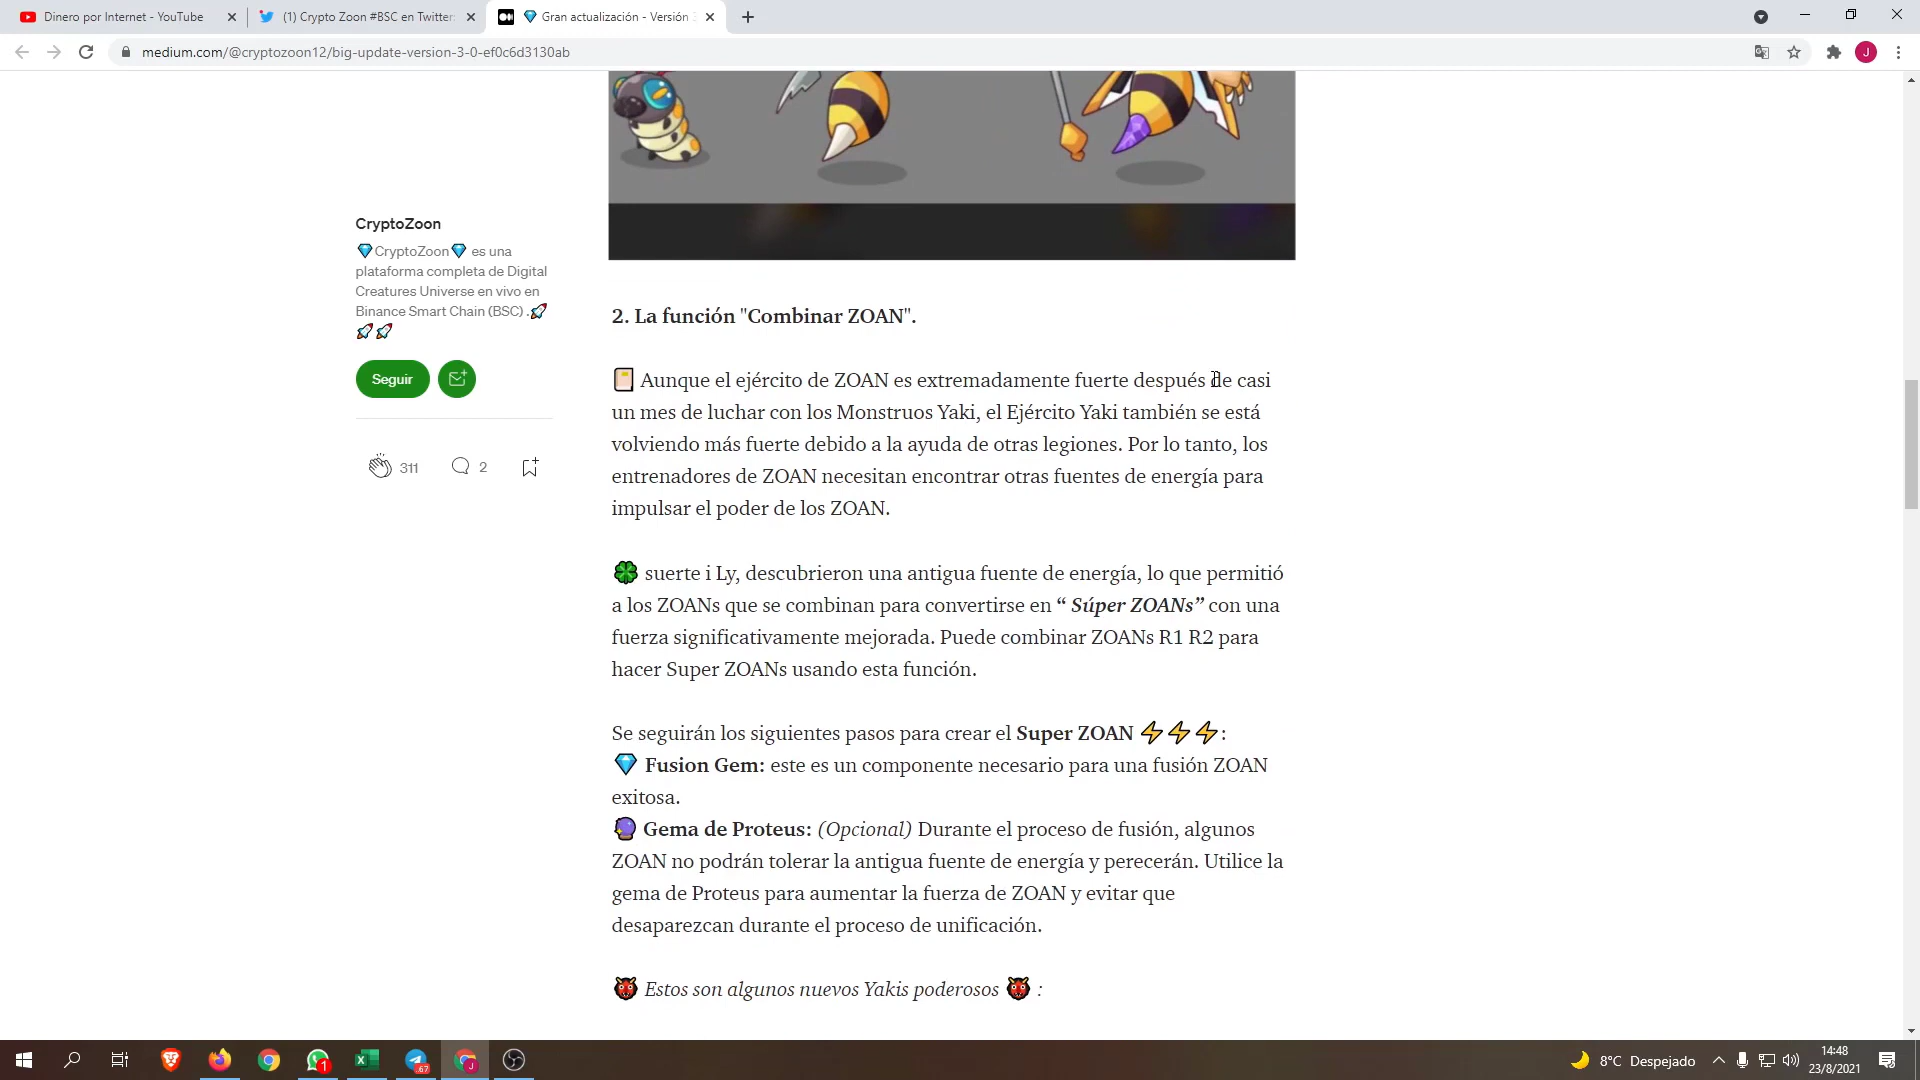 Dinero por Internet - YouTube
(1) Crypto Zoon #BSC en Twitter:
Gran actualización - Versión 3
medium.com/@cryptozoon12/big-update-version-3-0-ef0c6d3130ab
J
CryptoZoon
💎CryptoZoon💎 es una
plataforma completa de Digital
Creatures Universe en vivo en
Binance Smart Chain (BSC) .🚀
🚀🚀
Seguir
311
2
2. La función "Combinar ZOAN".
📔 Aunque el ejército de ZOAN es extremadamente fuerte después de casi
un mes de luchar con los Monstruos Yaki, el Ejército Yaki también se está
volviendo más fuerte debido a la ayuda de otras legiones. Por lo tanto, los
entrenadores de ZOAN necesitan encontrar otras fuentes de energía para
impulsar el poder de los ZOAN.
🍀 suerte i Ly, descubrieron una antigua fuente de energía, lo que permitió
a los ZOANs que se combinan para convertirse en “ Súper ZOANs” con una
fuerza significativamente mejorada. Puede combinar ZOANs R1 R2 para
hacer Super ZOANs usando esta función.
Se seguirán los siguientes pasos para crear el Super ZOAN ⚡⚡⚡:
💎 Fusion Gem: este es un componente necesario para una fusión ZOAN
exitosa.
🔮 Gema de Proteus: (Opcional) Durante el proceso de fusión, algunos
ZOAN no podrán tolerar la antigua fuente de energía y perecerán. Utilice la
gema de Proteus para aumentar la fuerza de ZOAN y evitar que
desaparezcan durante el proceso de unificación.
👹 Estos son algunos nuevos Yakis poderosos 👹 :
1
67
8°C Despejado
14:48
23/8/2021